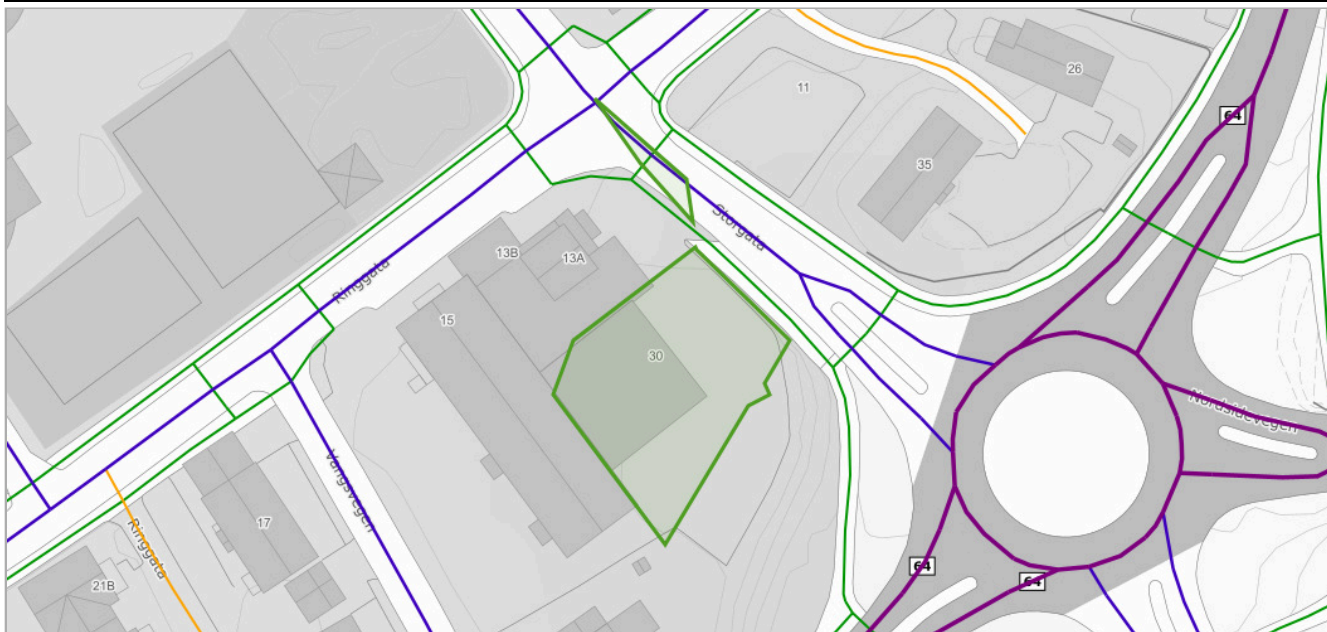 26
11
64
35
Storgata
13B
13A
Ringgata
15
30
Nordsidevegen
Vangsvegen
17
Ringgata
64
64
21B